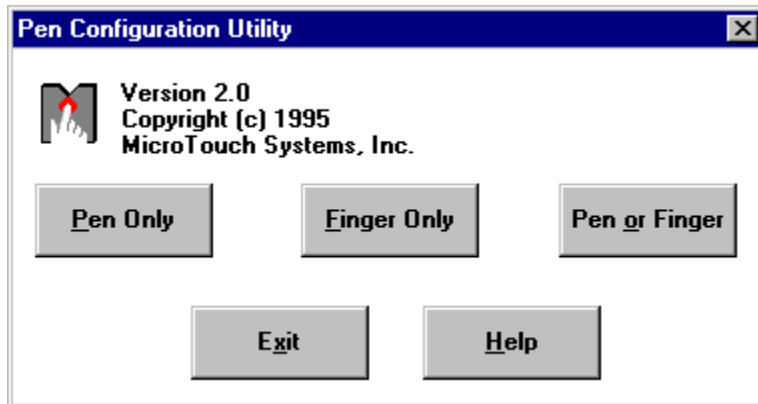 Pen Configuration Utility
Version 2.0
Copyright (c) 1995
MicroTouch Systems, Inc.
Pen Only
Finger Only
Pen or Finger
Exit
Help